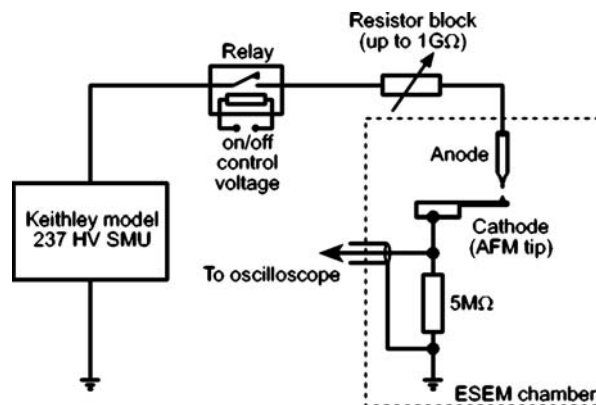 Resistor block
(up to 1GΩ)
Relay
on/off
control
voltage
Anode
Keithley model
237 HV SMU
Cathode
(AFM tip)
To oscilloscope
5MΩ
ESEM chamber